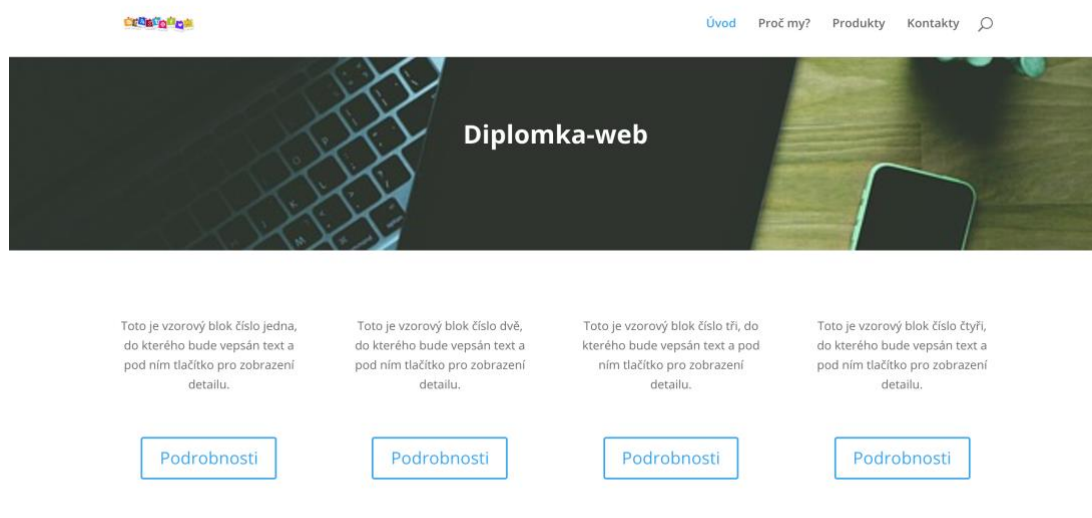 Úvod Proč my? Produkty Kontakty
Diplomka-web
Toto je vzorový blok číslo jedna,
do kterého bude vepsán text a
pod ním tlačítko pro zobrazení
detailu.
Podrobnosti
Toto je vzorový blok číslo dvě,
do kterého bude vepsán text a
pod ním tlačítko pro zobrazení
detailu.
Podrobnosti
Toto je vzorový blok číslo tři, do
kterého bude vepsán text a pod
ním tlačítko pro zobrazení
detailu.
Podrobnosti
Toto je vzorový blok číslo čtyři,
do kterého bude vepsán text a
pod ním tlačítko pro zobrazení
detailu.
Podrobnosti